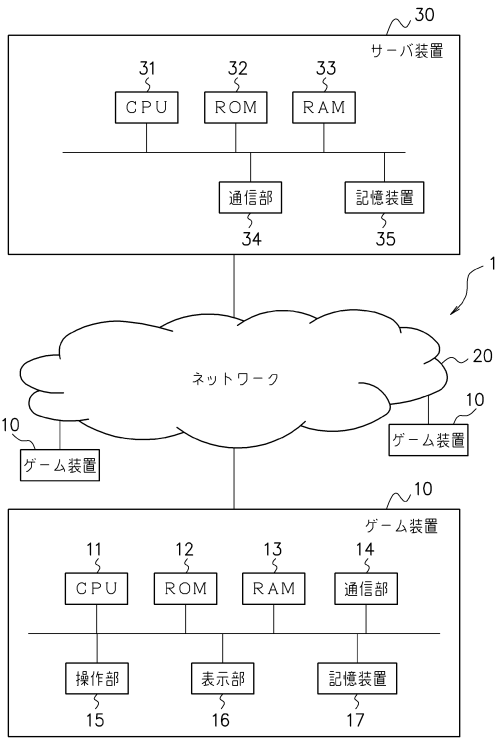 30
サーバ装置
31 32 33
CPU ROM RAM
通信部 記憶装置
34 35
1
ネットワーク
20
10
ゲーム装置
10
ゲーム装置
10
ゲーム装置
11 12 13 14
CPU ROM RAM 通信部
操作部 表示部 記憶装置
15 16 17